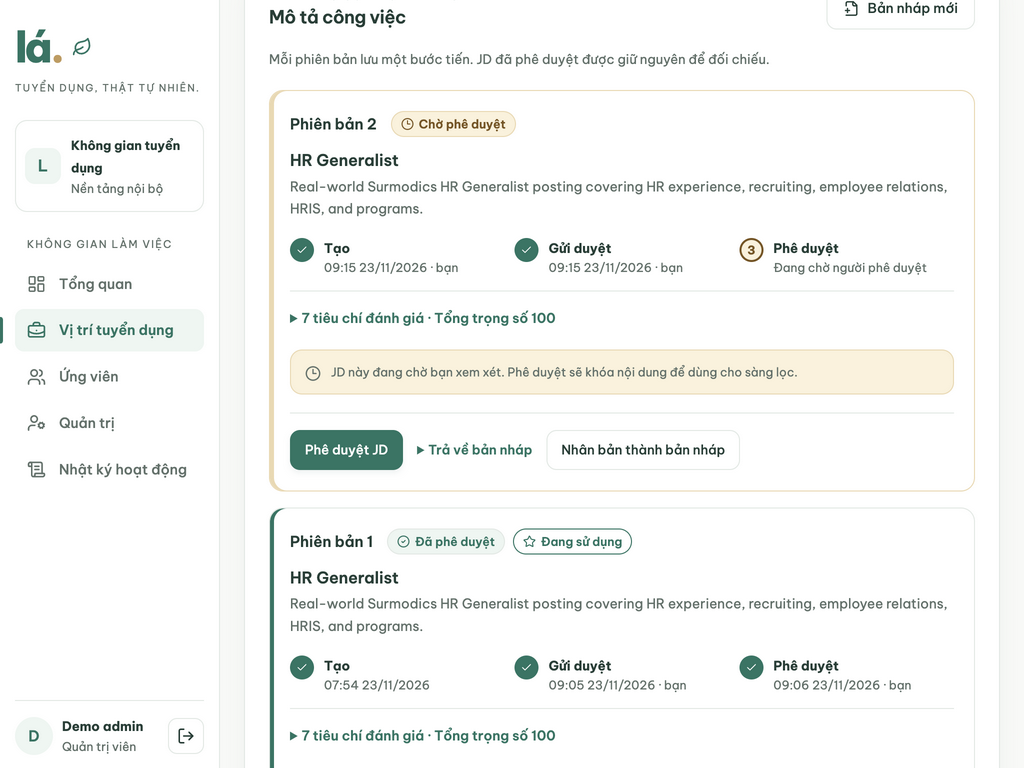 lá.
TUYỂN DỤNG, THẬT TỰ NHIÊN.
L
Không gian tuyển
dụng
Nền tảng nội bộ
KHÔNG GIAN LÀM VIỆC
Tổng quan
Vị trí tuyển dụng
Ứng viên
Quản trị
Nhật ký hoạt động
D
Demo admin
Quản trị viên
Mô tả công việc
Bản nháp mới
Mỗi phiên bản lưu một bước tiến. JD đã phê duyệt được giữ nguyên để đối chiếu.
Phiên bản 2
Chờ phê duyệt
HR Generalist
Real-world Surmodics HR Generalist posting covering HR experience, recruiting, employee relations,
HRIS, and programs.
Tạo
09:15 23/11/2026 · bạn
Gửi duyệt
09:15 23/11/2026 · bạn
3
Phê duyệt
Đang chờ người phê duyệt
7 tiêu chí đánh giá · Tổng trọng số 100
JD này đang chờ bạn xem xét. Phê duyệt sẽ khóa nội dung để dùng cho sàng lọc.
Phê duyệt JD
Trả về bản nháp
Nhân bản thành bản nháp
Phiên bản 1
Đã phê duyệt
Đang sử dụng
HR Generalist
Real-world Surmodics HR Generalist posting covering HR experience, recruiting, employee relations,
HRIS, and programs.
Tạo
07:54 23/11/2026
Gửi duyệt
09:05 23/11/2026 · bạn
Phê duyệt
09:06 23/11/2026 · bạn
7 tiêu chí đánh giá · Tổng trọng số 100